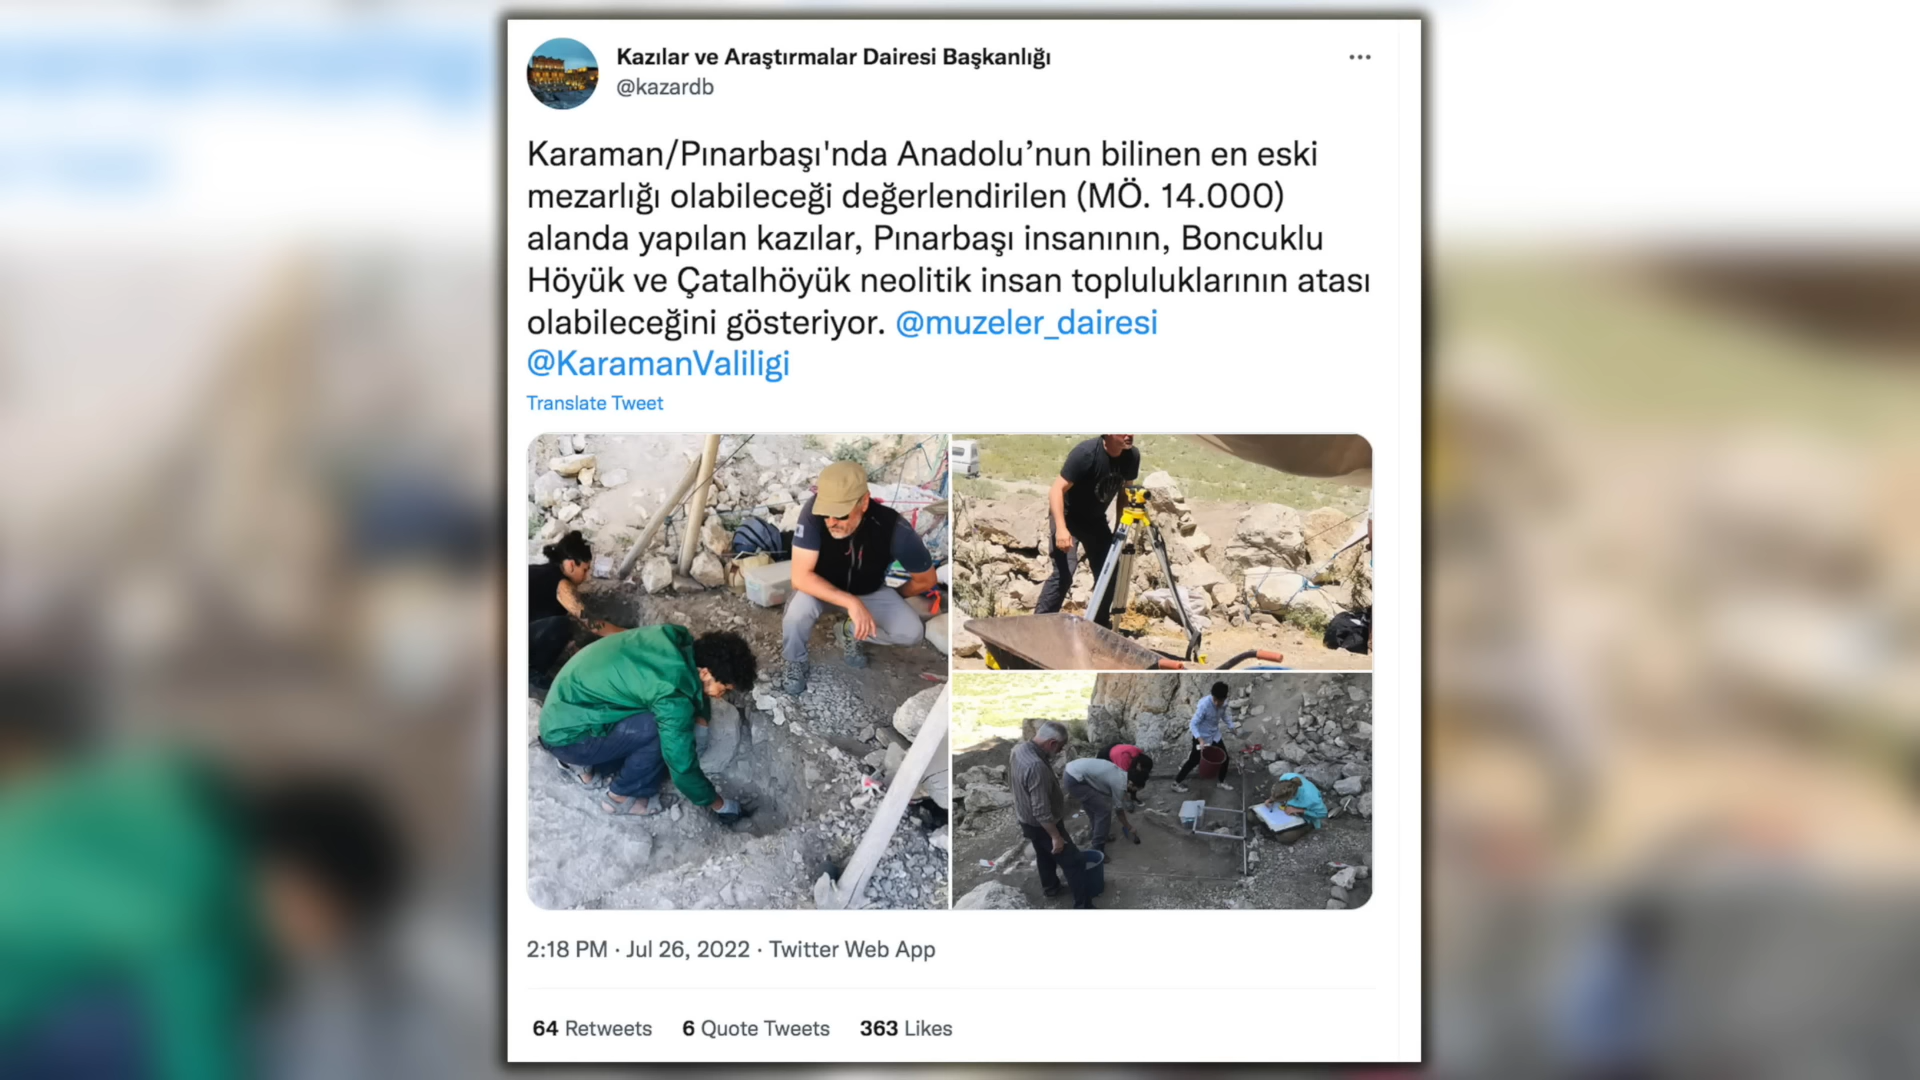 Kazılar ve Araştırmalar Dairesi Başkanlığı
@kazardb
Karaman/Pınarbaşı'nda Anadolu’nun bilinen en eski
mezarlığı olabileceği değerlendirilen (MÖ. 14.000)
alanda yapılan kazılar, Pınarbaşı insanının, Boncuklu
Höyük ve Çatalhöyük neolitik insan topluluklarının atası
olabileceğini gösteriyor. @muzeler_dairesi
@KaramanValiligi
Translate Tweet
2:18 PM · Jul 26, 2022 · Twitter Web App
64 Retweets 6 Quote Tweets 363 Likes